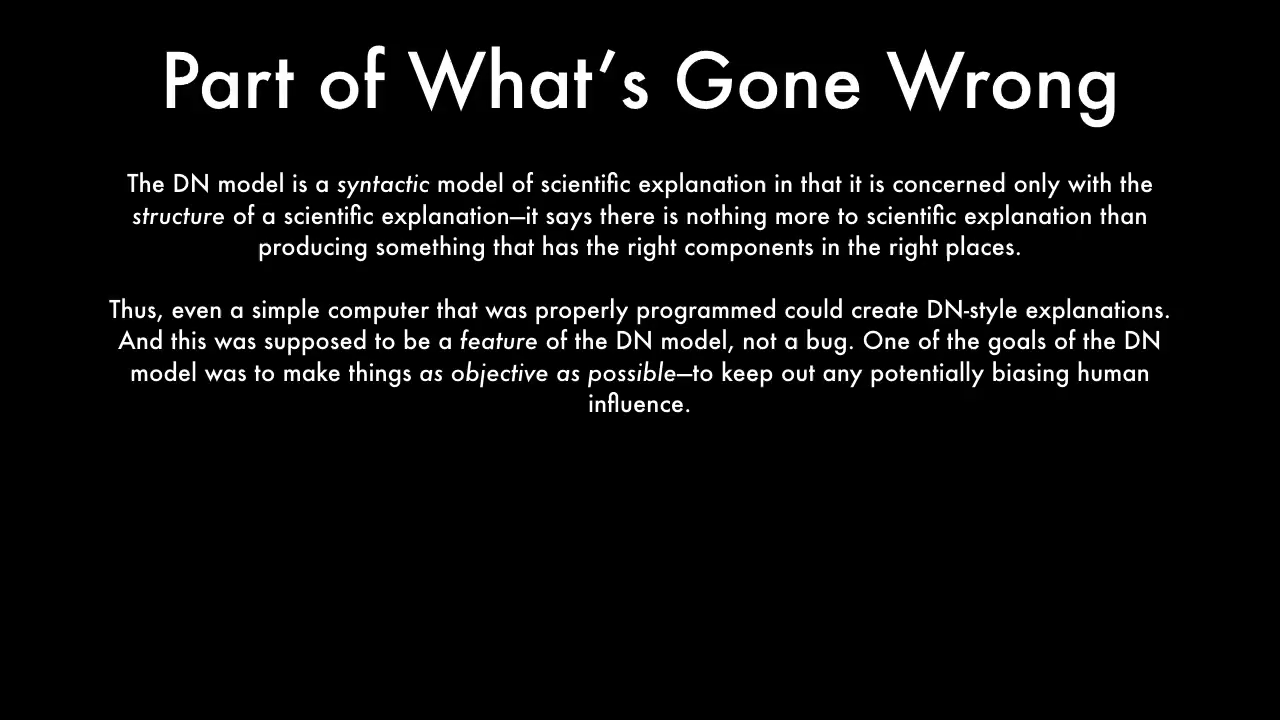 Part of What’s Gone Wrong
The DN model is a syntactic model of scientific explanation in that it is concerned only with the
structure of a scientific explanation—it says there is nothing more to scientific explanation than
producing something that has the right components in the right places.
Thus, even a simple computer that was properly programmed could create DN-style explanations.
And this was supposed to be a feature of the DN model, not a bug. One of the goals of the DN
model was to make things as objective as possible—to keep out any potentially biasing human
influence.